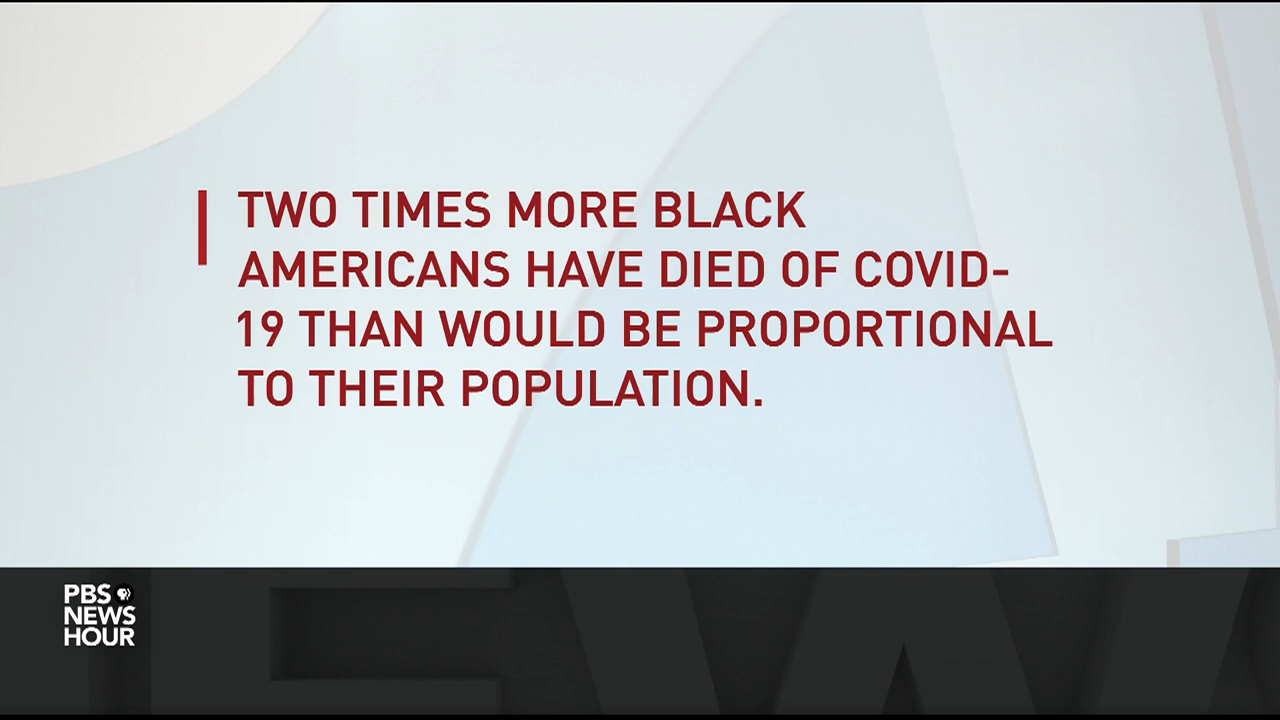 TWO TIMES MORE BLACK
AMERICANS HAVE DIED OF COVID-
19 THAN WOULD BE PROPORTIONAL
TO THEIR POPULATION.
PBS
NEWS
HOUR